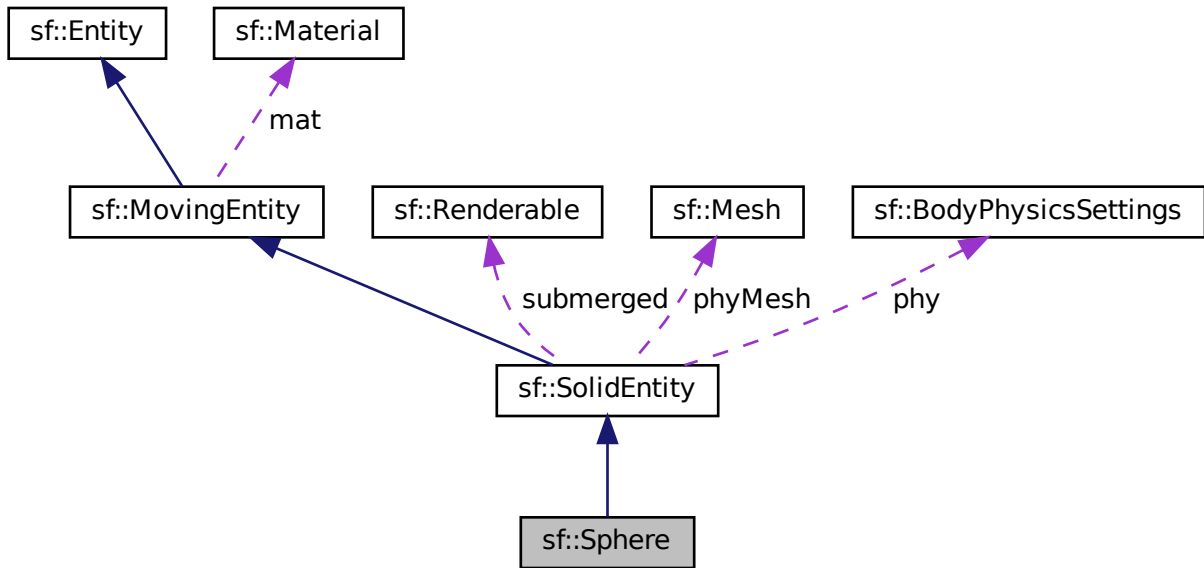 sf::Entity
sf::Material
mat
sf::MovingEntity
sf::Renderable
sf::Mesh
sf::BodyPhysicsSettings
submerged
phyMesh
phy
sf::SolidEntity
sf::Sphere